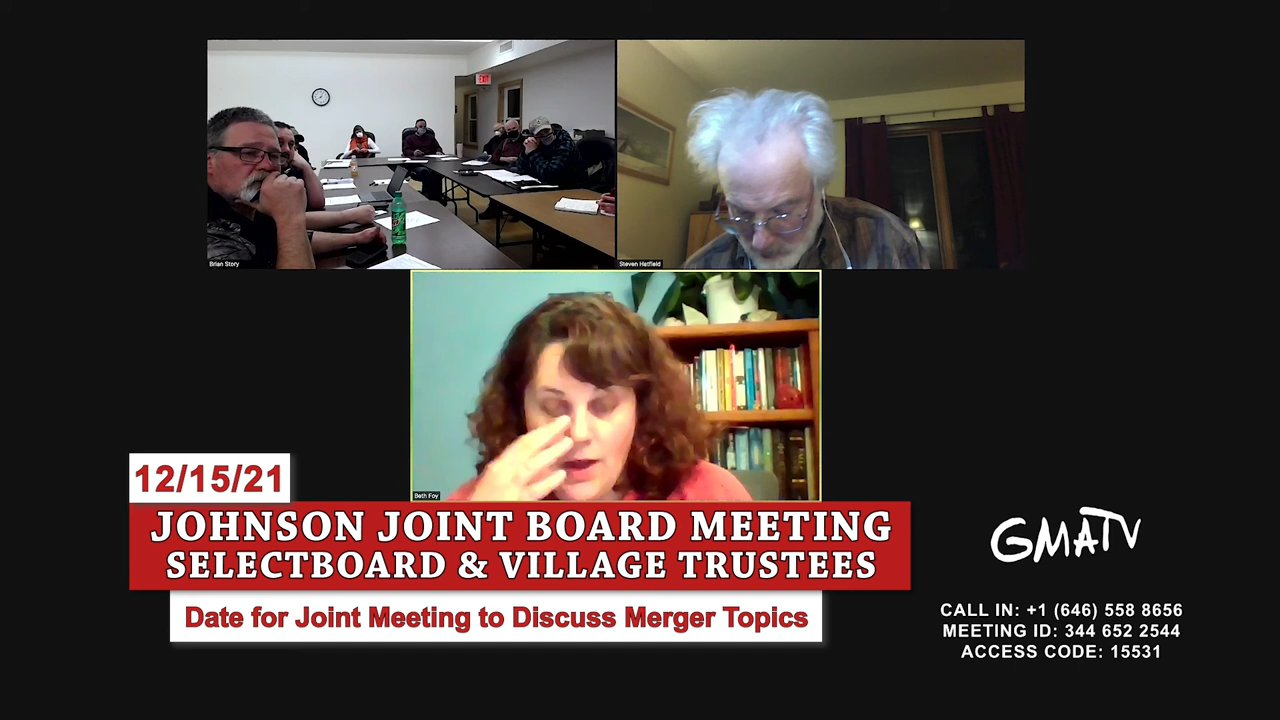 EXIT
Brian Story
Steven Hatfield
Beth Foy
12/15/21
JOHNSON JOINT BOARD MEETING
SELECTBOARD & VILLAGE TRUSTEES
Date for Joint Meeting to Discuss Merger Topics
GMATV
CALL IN: +1 (646) 558 8656
MEETING ID: 344 652 2544
ACCESS CODE: 15531